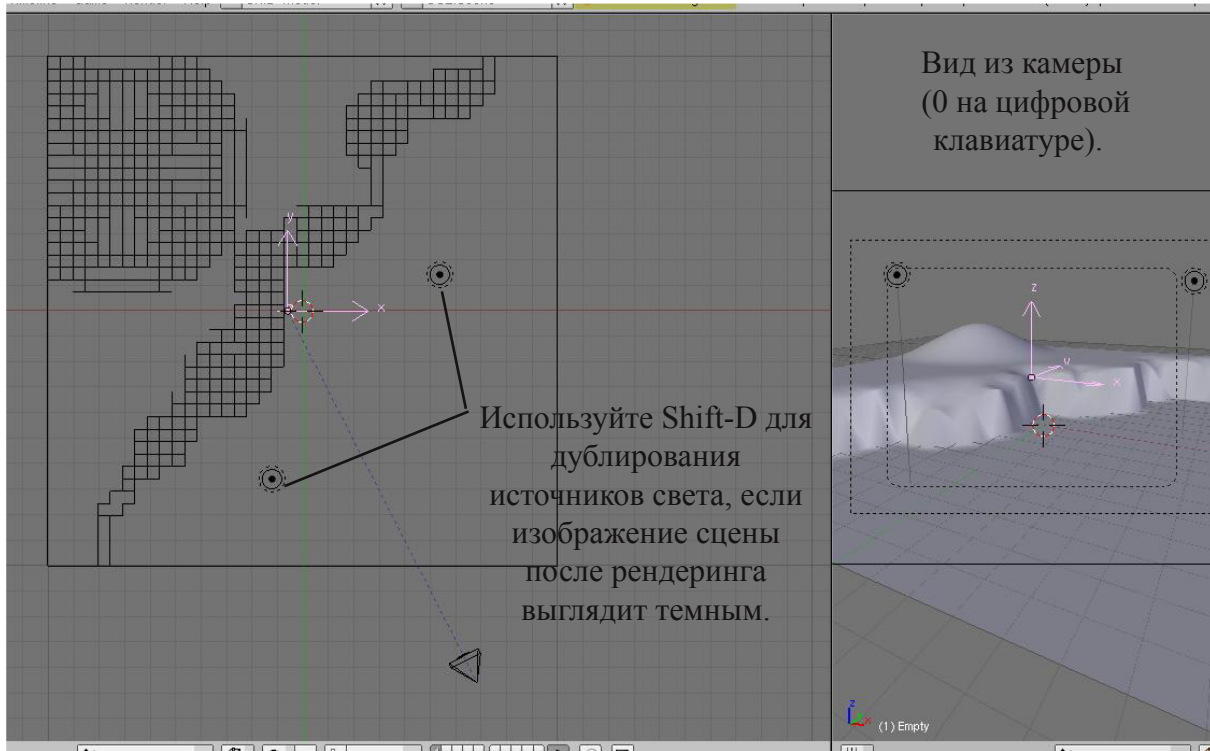 Вид из камеры
(0 на цифровой
клавиатуре).
y
x
z
y
x
Используйте Shift-D для
дублирования
источников света, если
изображение сцены
после рендеринга
выглядит темным.
z
x
(1) Empty